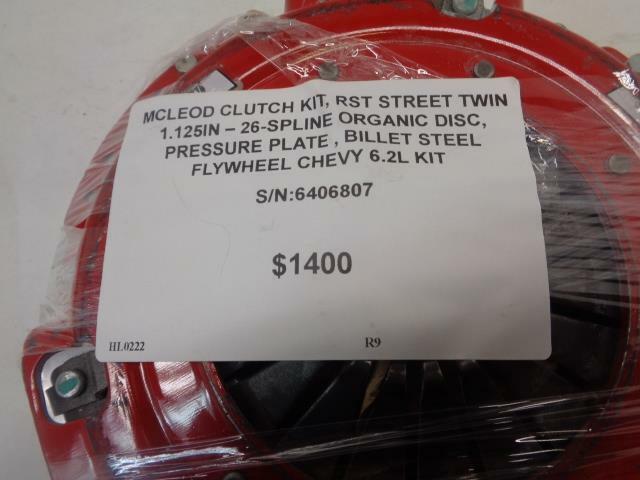 MCLEOD CLUTCH KIT, RST STREET TWIN
1.125IN – 26-SPLINE ORGANIC DISC,
PRESSURE PLATE , BILLET STEEL
FLYWHEEL CHEVY 6.2L KIT
S/N:6406807
$1400
HL0222 R9